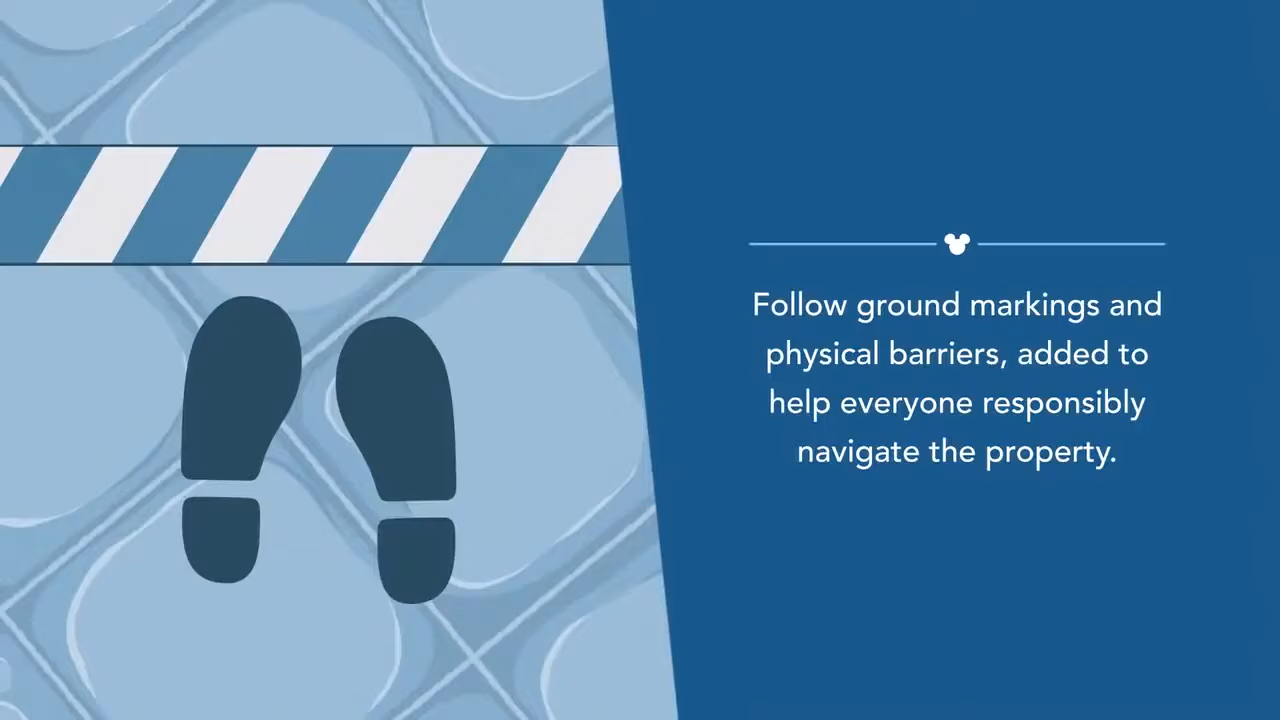 Follow ground markings and
physical barriers, added to
help everyone responsibly
navigate the property.